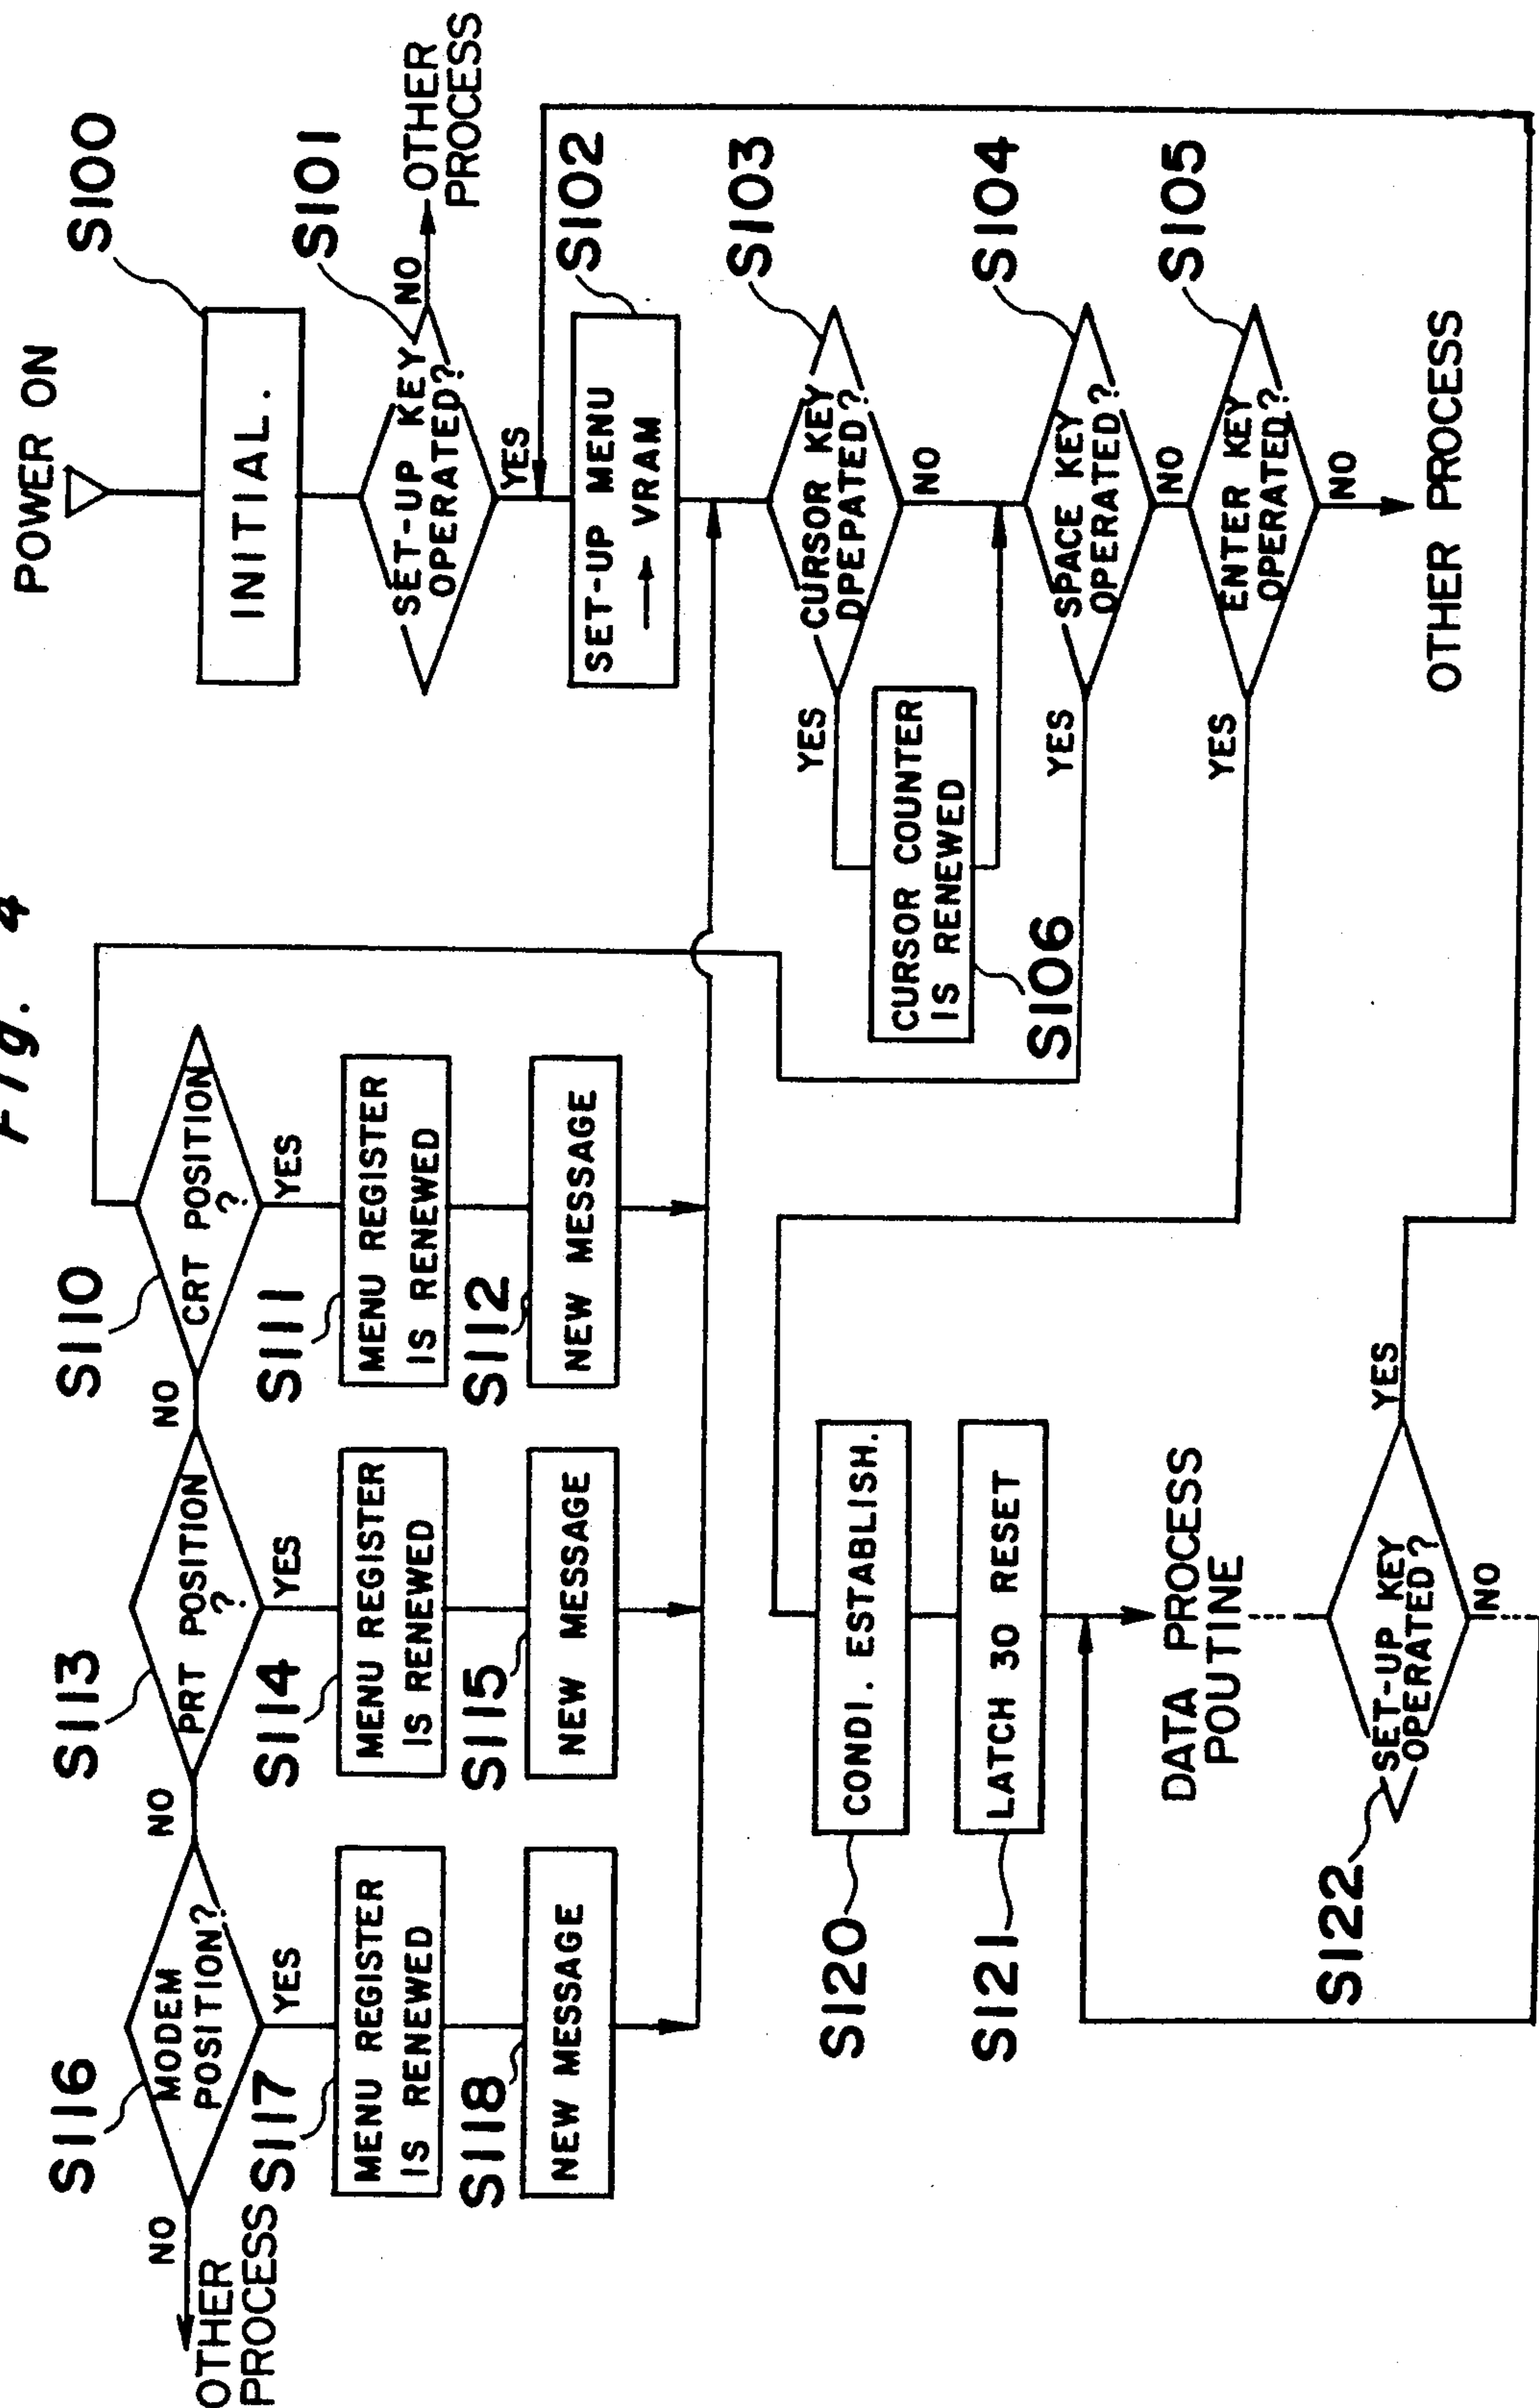 Fig. 4
POWER ON
S100
INITIAL.
S101
SET-UP KEY
OPERATED?
NO
OTHER
PROCESS
YES
S102
SET-UP MENU
→ VRAM
S103
CURSOR KEY
DPEPATED?
YES
NO
CURSOR COUNTER
IS RENEWED
S106
S104
SPACE KEY
OPERATED?
YES
NO
S105
ENTER KEY
OPERATED?
YES
NO
OTHER PROCESS
S110
CRT POSITION
?
NO
YES
S111
MENU REGISTER
IS RENEWED
S112
NEW MESSAGE
S113
PRT POSITION
?
NO
YES
S114
MENU REGISTER
IS RENEWED
S115
NEW MESSAGE
S116
MODEM
POSITION?
NO
OTHER
PROCESS
YES
S117
MENU REGISTER
IS RENEWED
S118
NEW MESSAGE
S120
CONDI. ESTABLISH.
S121
LATCH 30 RESET
DATA PROCESS
POUTINE
S122
SET-UP KEY
OPERATED?
YES
NO